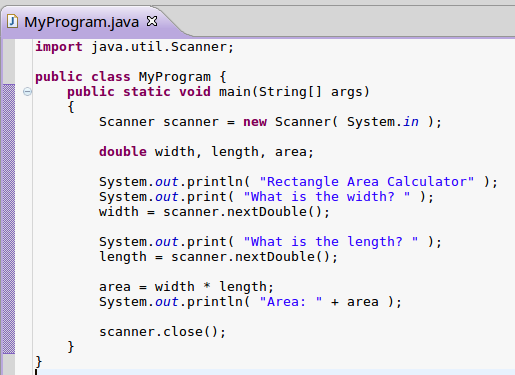 MyProgram.java
import java.util.Scanner;
public class MyProgram {
public static void main(String[] args)
{
Scanner scanner = new Scanner( System.in );
double width, length, area;
System.out.println( "Rectangle Area Calculator" );
System.out.print( "What is the width? " );
width = scanner.nextDouble();
System.out.print( "What is the length? " );
length = scanner.nextDouble();
area = width * length;
System.out.println( "Area: " + area );
scanner.close();
}
}